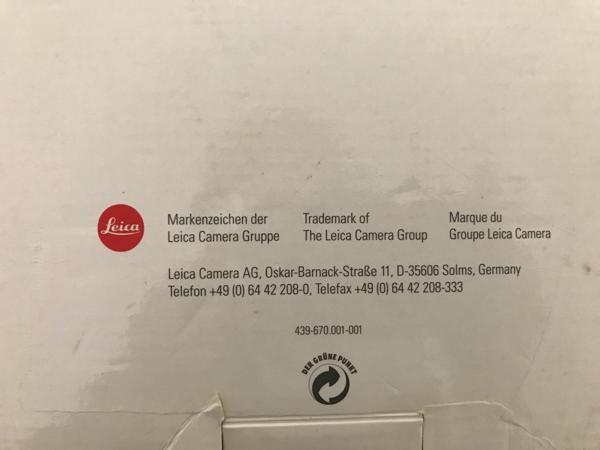 Leica
Markenzeichen der
Leica Camera Gruppe
Trademark of
The Leica Camera Group
Marque du
Groupe Leica Camera
Leica Camera AG, Oskar-Barnack-Straße 11, D-35606 Solms, Germany
Telefon +49 (0) 64 42 208-0, Telefax +49 (0) 64 42 208-333
439-670.001-001
DER GRÜNE PUNKT